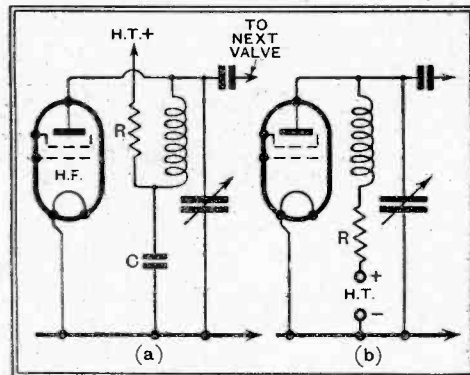 H.T.+
TO
NEXT
VALVE
R
H.F.
C
R
+
H.T.
−
(a)
(b)